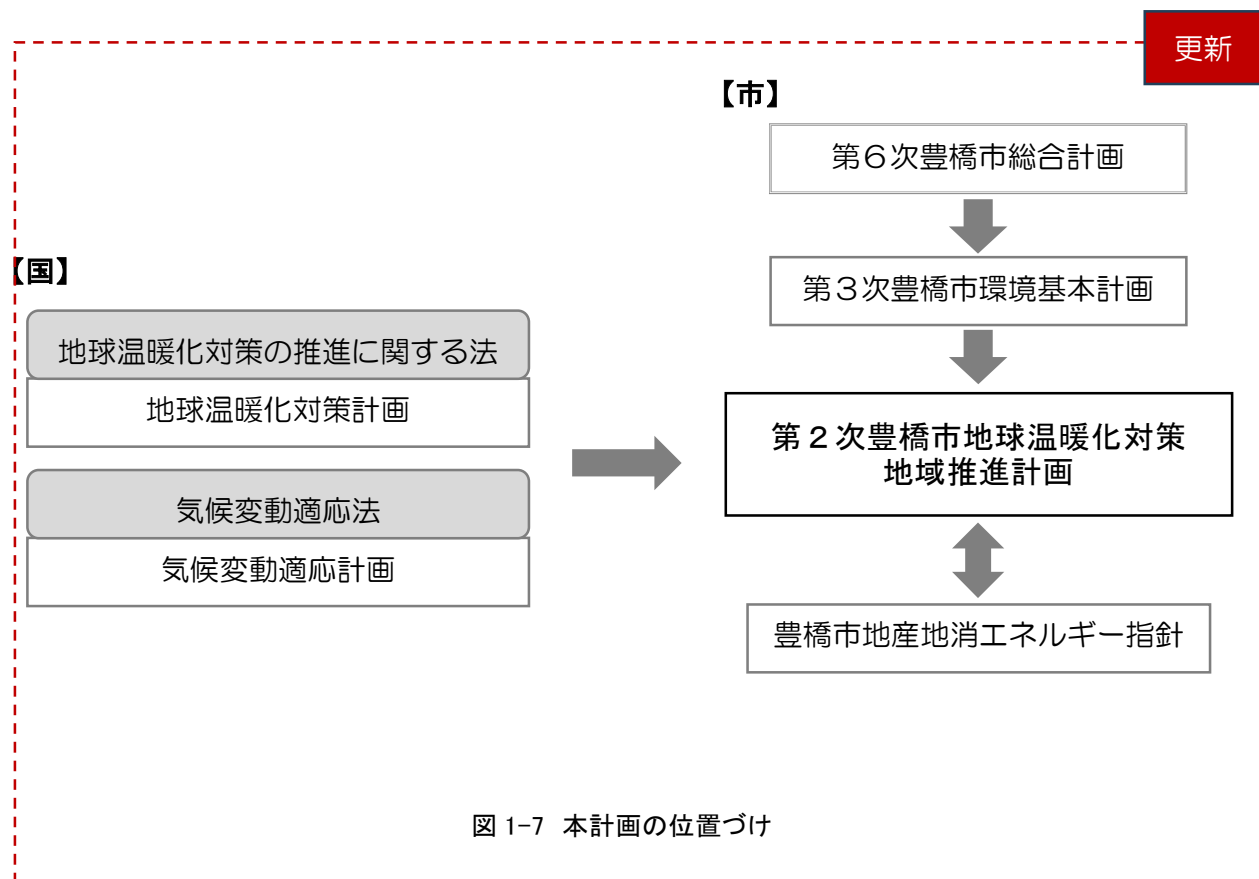 更新
【市】
第６次豊橋市総合計画
第３次豊橋市環境基本計画
第２次豊橋市地球温暖化対策
地域推進計画
豊橋市地産地消エネルギー指針
【国】
地球温暖化対策の推進に関する法
地球温暖化対策計画
気候変動適応法
気候変動適応計画
図 1-7 本計画の位置づけ